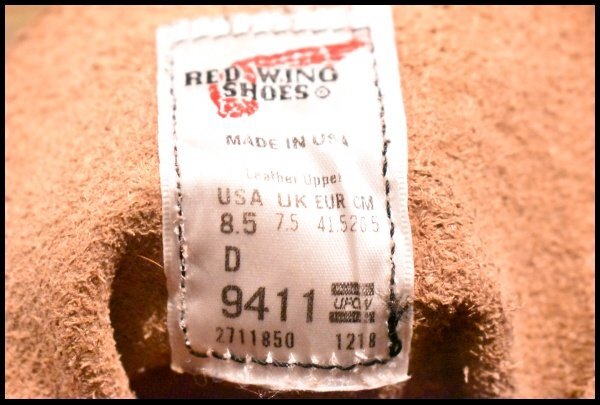 RED WING
SHOES
MADE IN USA
Leather Upper
USA UK EUR CM
8.5 7.5 41.5 26.5
D
9411
2711850 1218